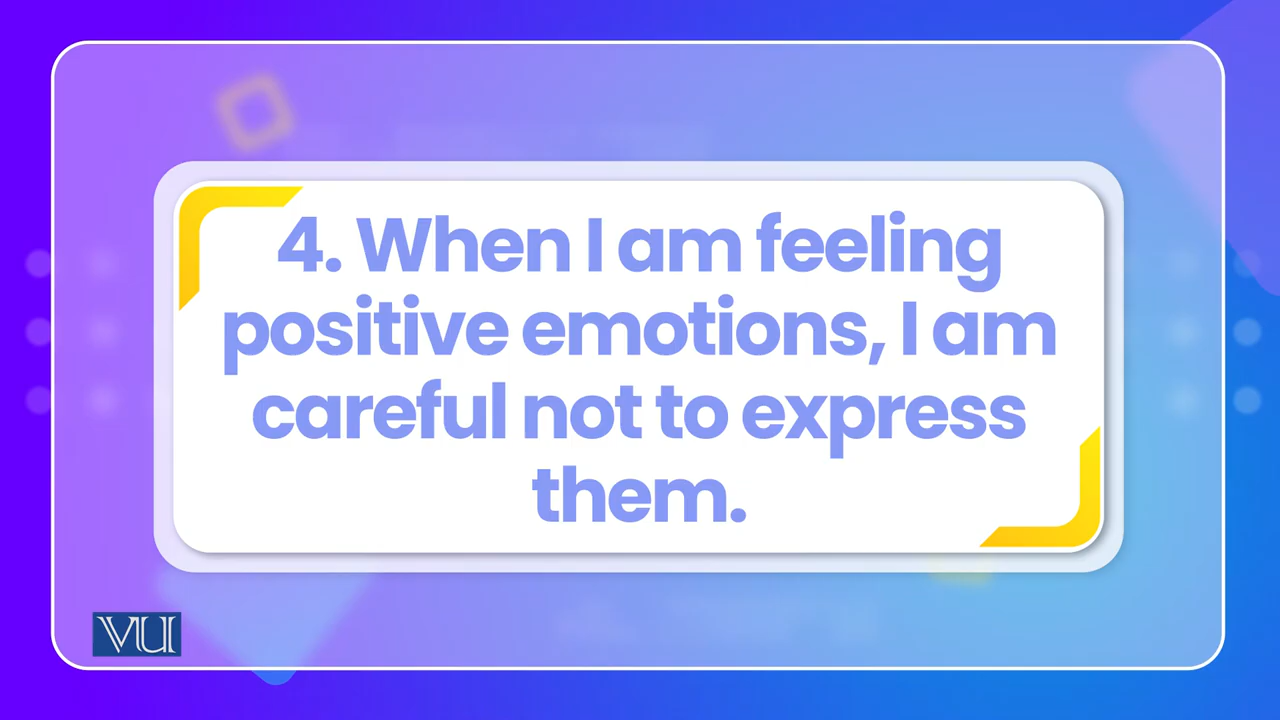 4. When I am feeling
positive emotions, I am
careful not to express
them.
VU